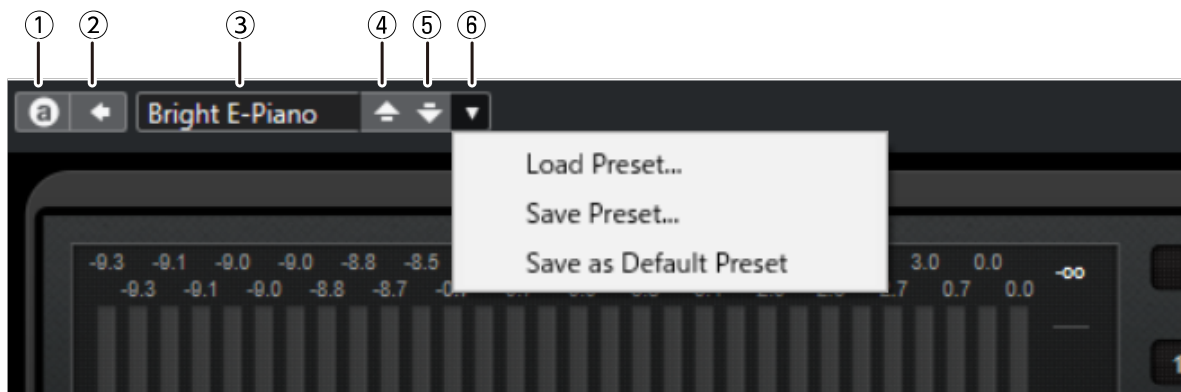 ① ② ③ ④ ⑤ ⑥
a Bright E-Piano
Load Preset...
Save Preset...
Save as Default Preset
-9.3 -9.1 -9.0 -9.0 -8.8 -8.5 3.0 0.0
-9.3 -9.1 -9.0 -8.8 -8.7 0.7 0.0
-∞